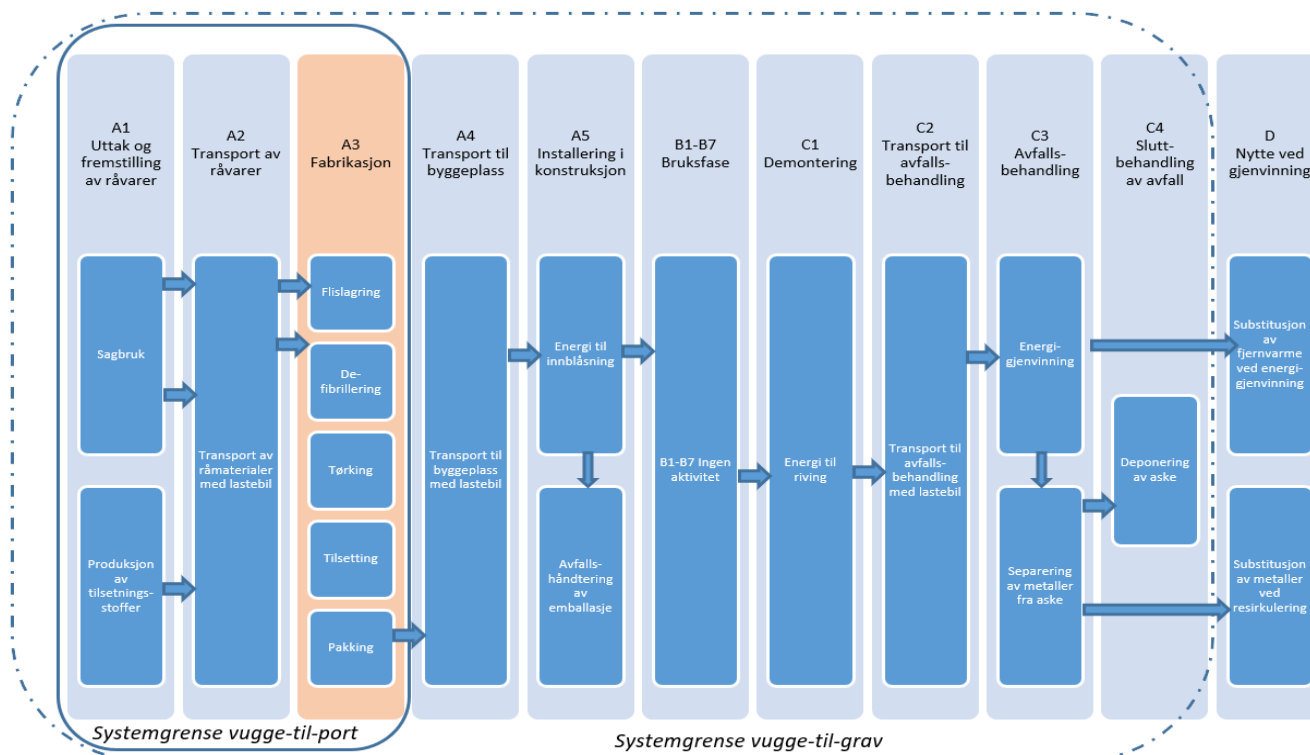 A1
Uttak og
fremstilling
av råvarer
A2
Transport av
råvarer
A3
Fabrikasjon
A4
Transport til
byggeplass
A5
Installering i
konstruksjon
B1-B7
Bruksfase
C1
Demontering
C2
Transport til
avfalls-
behandling
C3
Avfalls-
behandling
C4
Slutt-
behandling
av avfall
D
Nytte ved
gjenvinning
Sagbruk
Produksjon
av
tilsetnings-
stoffer
Transport av
råmaterialer
med lastebil
Flislagring
De-
fibrillering
Tørking
Tilsetting
Pakking
Transport til
byggeplass
med lastebil
Energi til
innblåsning
Avfalls-
håndtering
av
emballasje
B1-B7 Ingen
aktivitet
Energi til
riving
Transport til
avfalls-
behandling
med lastebil
Energi-
gjenvinning
Separering
av metaller
fra aske
Deponering
av aske
Substitusjon
av
fjernvarme
ved energi-
gjenvinning
Substitusjon
av metaller
ved
resirkulering
Systemgrense vugge-til-port
Systemgrense vugge-til-grav